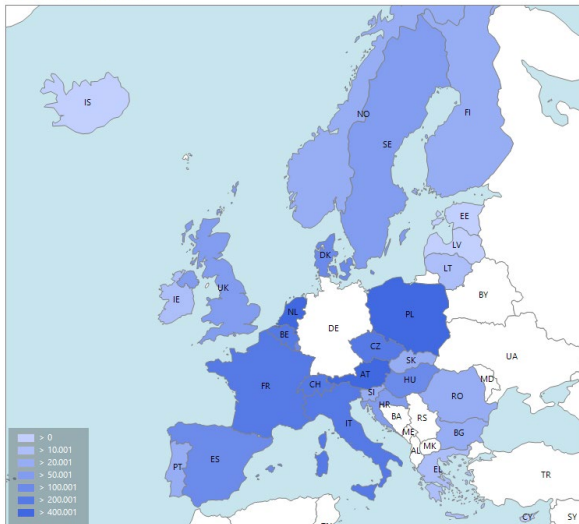 IS
NO
FI
SE
EE
LV
LT
DK
IE
UK
BY
NL
PL
DE
BE
CZ
UA
SK
FR
CH
AT
HU
MD
SI
RO
HR
BA
RS
IT
ME
BG
MK
AL
PT
ES
EL
TR
CY
SY
> 0
> 10.001
> 20.001
> 50.001
> 100.001
> 200.001
> 400.001